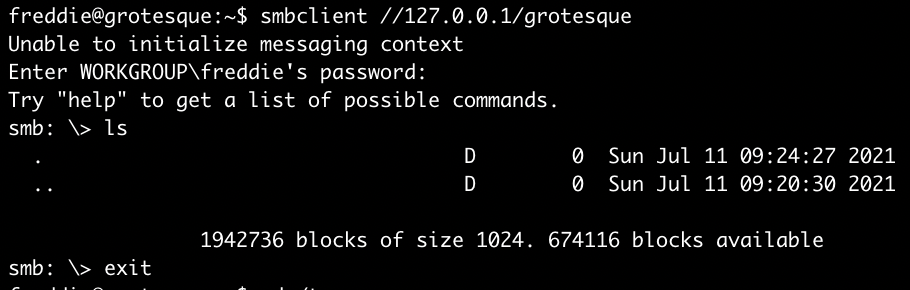 freddie@grotesque:~$ smbclient //127.0.0.1/grotesque
Unable to initialize messaging context
Enter WORKGROUP\freddie's password:
Try "help" to get a list of possible commands.
smb: \> ls
  .                                   D        0  Sun Jul 11 09:24:27 2021
  ..                                  D        0  Sun Jul 11 09:20:30 2021

                1942736 blocks of size 1024. 674116 blocks available
smb: \> exit